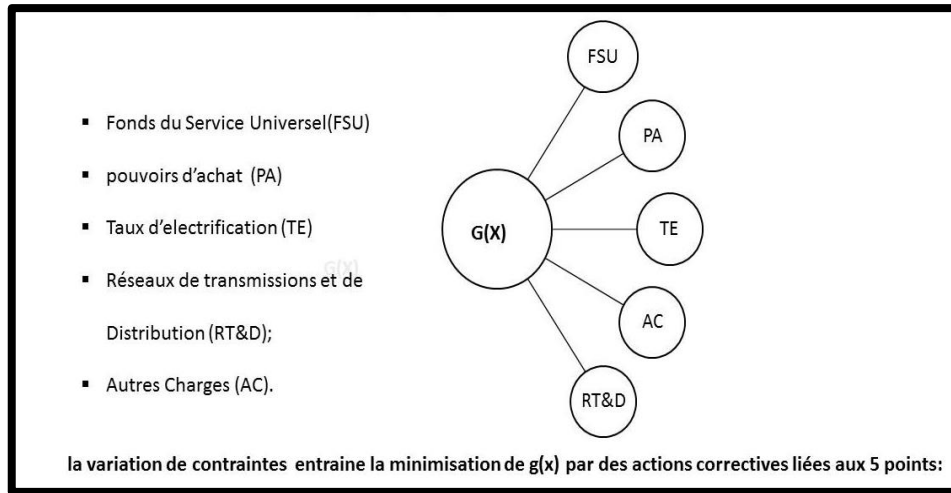 ▪ Fonds du Service Universel(FSU)
▪ pouvoirs d’achat (PA)
▪ Taux d’electrification (TE)
▪ Réseaux de transmissions et de
Distribution (RT&D);
▪ Autres Charges (AC).
G(X)
G(X)
FSU
PA
TE
AC
RT&D
la variation de contraintes entraine la minimisation de g(x) par des actions correctives liées aux 5 points: